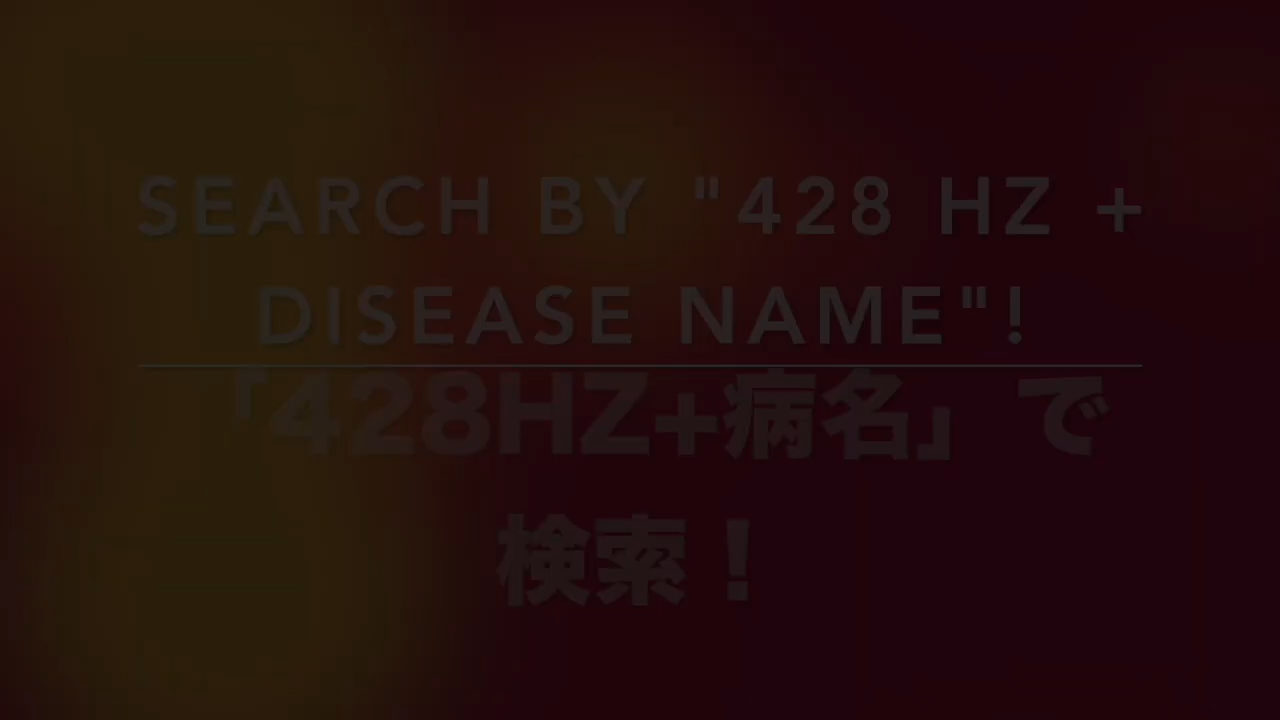 SEARCH BY "428 HZ +
DISEASE NAME"!
「428HZ+病名」で
検索！